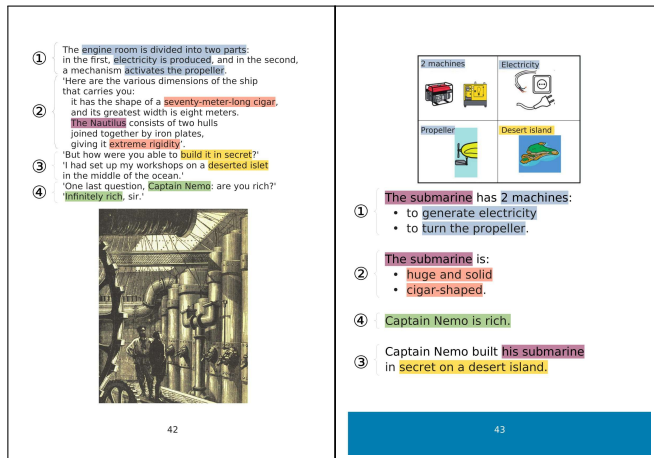 ① The engine room is divided into two parts:
in the first, electricity is produced, and in the second,
a mechanism activates the propeller.
② 'Here are the various dimensions of the ship
that carries you:
it has the shape of a seventy-meter-long cigar,
and its greatest width is eight meters.
The Nautilus consists of two hulls
joined together by iron plates,
giving it extreme rigidity'.
③ 'But how were you able to build it in secret?'
'I had set up my workshops on a deserted islet
in the middle of the ocean.'
④ 'One last question, Captain Nemo: are you rich?'
'Infinitely rich, sir.'
42
2 machines
Electricity
Propeller
Desert island
① The submarine has 2 machines:
• to generate electricity
• to turn the propeller.
② The submarine is:
• huge and solid
• cigar-shaped.
④ Captain Nemo is rich.
③ Captain Nemo built his submarine
in secret on a desert island.
43